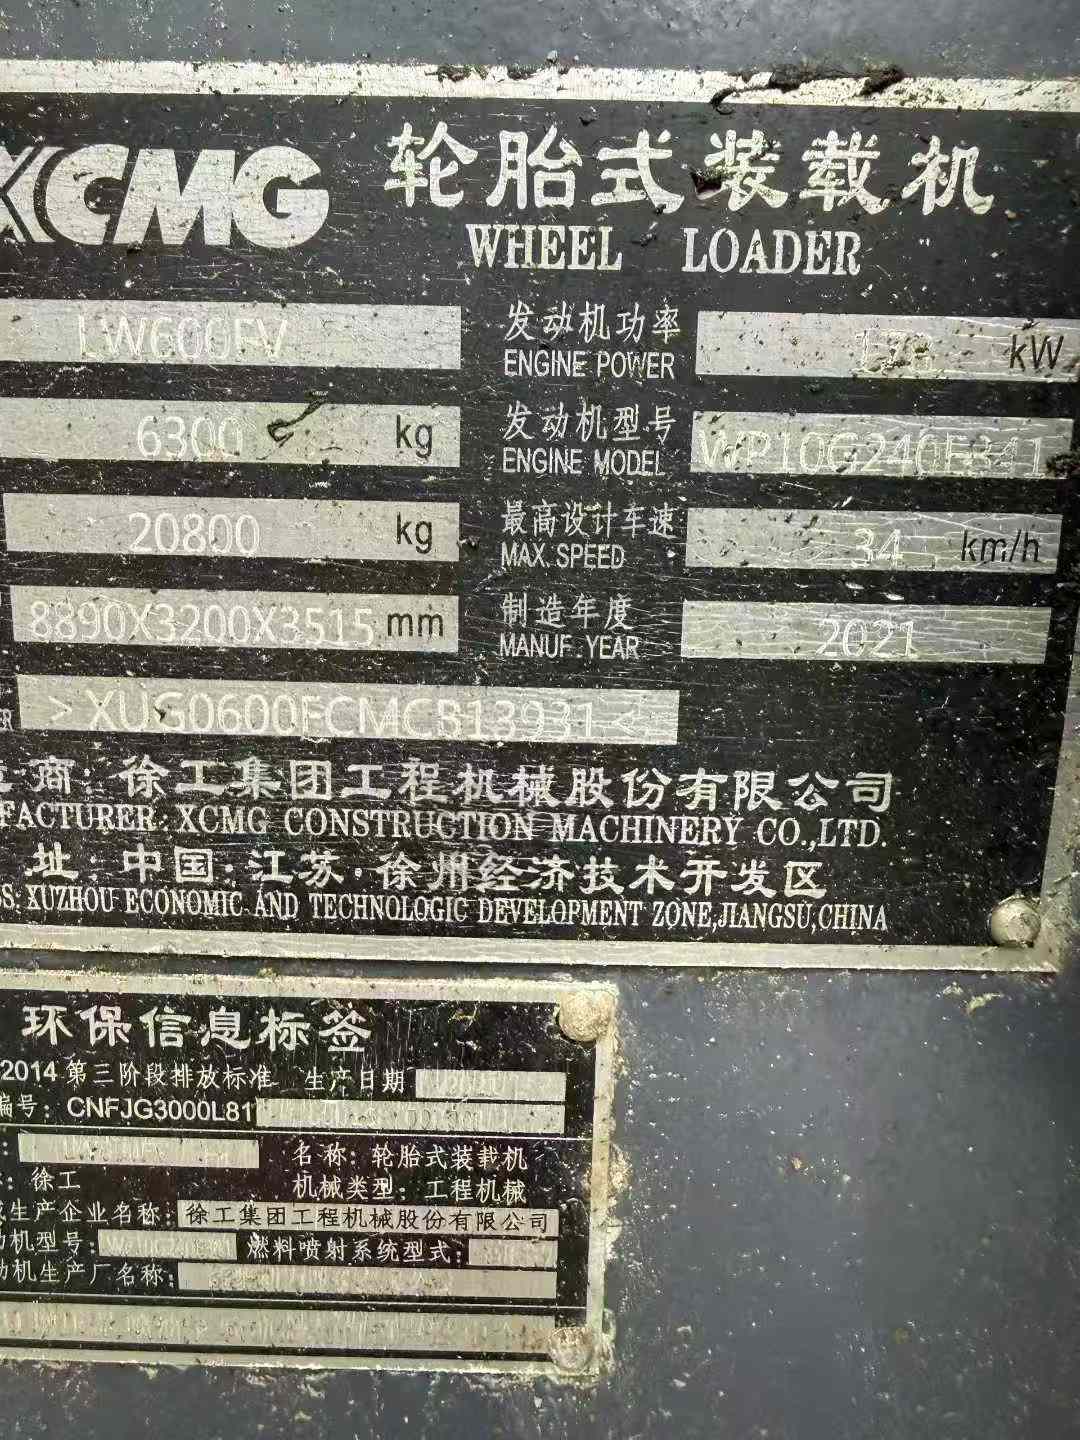 XCMG 轮胎式装载机
WHEEL LOADER
LW600FV 发动机功率 178 kW
ENGINE POWER
6300 kg 发动机型号 WP10G240E341
ENGINE MODEL
20800 kg 最高设计车速 34 km/h
MAX. SPEED
8890X3200X3515 mm 制造年度 2021
MANUF. YEAR
>XUG0600FCMCB13931<
商:徐工集团工程机械股份有限公司
FACTURER: XCMG CONSTRUCTION MACHINERY CO.,LTD.
址:中国·江苏·徐州经济技术开发区
SS: XUZHOU ECONOMIC AND TECHNOLOGIC DEVELOPMENT ZONE,JIANGSU,CHINA
环保信息标签
2014 第三阶段排放标准 生产日期
编号: CNFJG3000L81
名称: 轮胎式装载机
: 徐工 机械类型: 工程机械
生产企业名称: 徐工集团工程机械股份有限公司
动机型号: 燃料喷射系统型式:
动机生产厂名称: